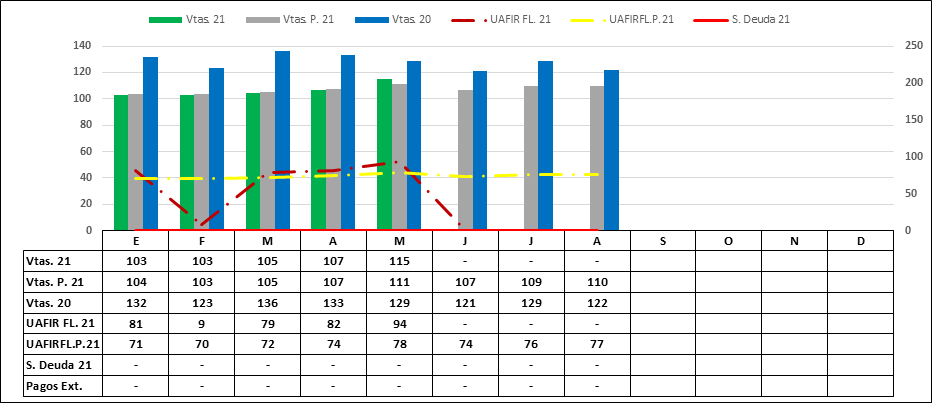 Vtas. 21 Vtas. P. 21 Vtas. 20 UAFIR FL. 21 UAFIRFL.P.21 S. Deuda 21
140 250
120 200
100
80 150
60 100
40
20 50
0 0
E F M A M J J A S O N D
Vtas. 21 103 103 105 107 115 - - -
Vtas. P. 21 104 103 105 107 111 107 109 110
Vtas. 20 132 123 136 133 129 121 129 122
UAFIR FL. 21 81 9 79 82 94 - - -
UAFIRFL.P.21 71 70 72 74 78 74 76 77
S. Deuda 21 - - - - - - - -
Pagos Ext. - - - - - - - -